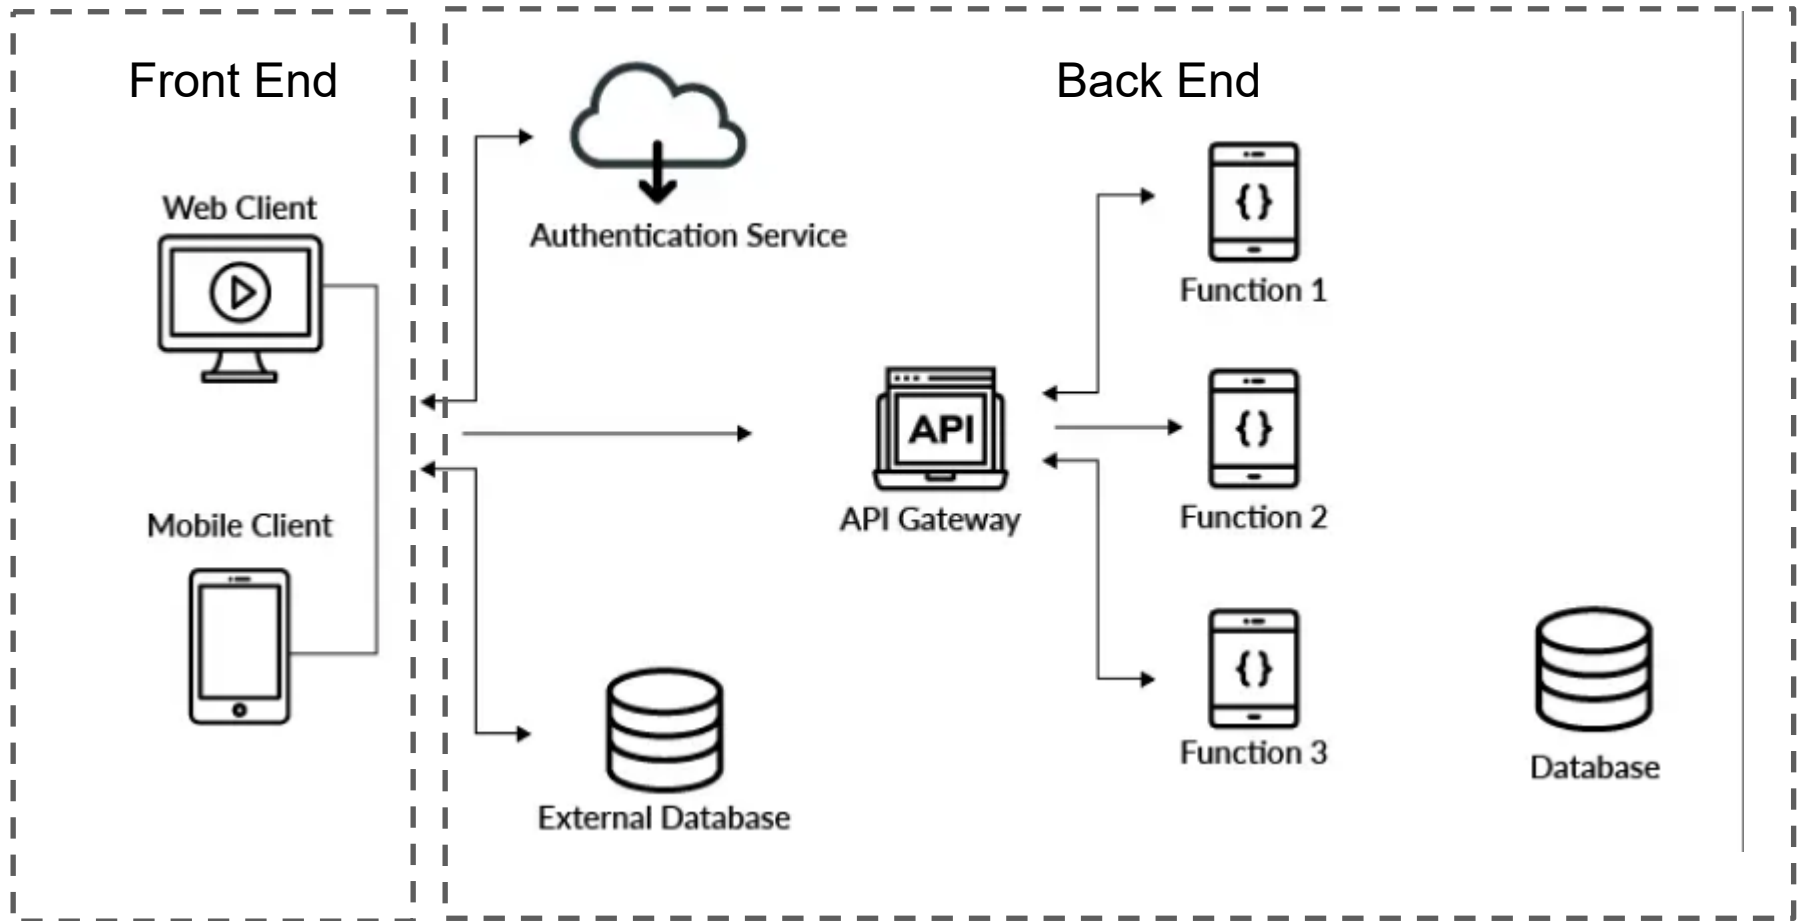 Front End
Back End
Web Client
Authentication Service
{}
Function 1
API
API Gateway
{}
Function 2
Mobile Client
{}
Function 3
External Database
Database